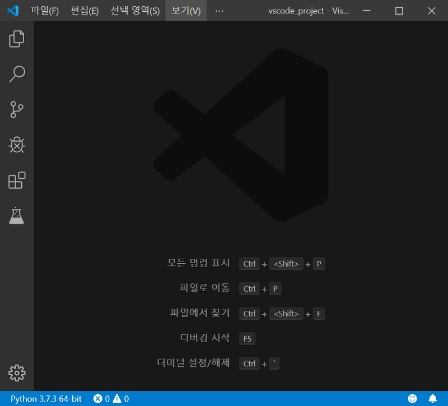 파일(F) 편집(E) 선택 영역(S) 보기(V) ··· vscode_project - Vis...
모든 명령 표시 Ctrl + <Shift> + P
파일로 이동 Ctrl + P
파일에서 찾기 Ctrl + <Shift> + F
디버깅 시작 F5
터미널 설정/해제 Ctrl + `
Python 3.7.3 64-bit 0 0